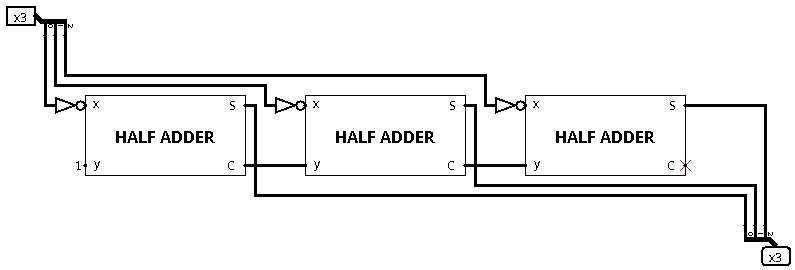 x3
0 1 2
x S x S x S
HALF ADDER HALF ADDER HALF ADDER
1 y C y C y C
0 1 2
x3